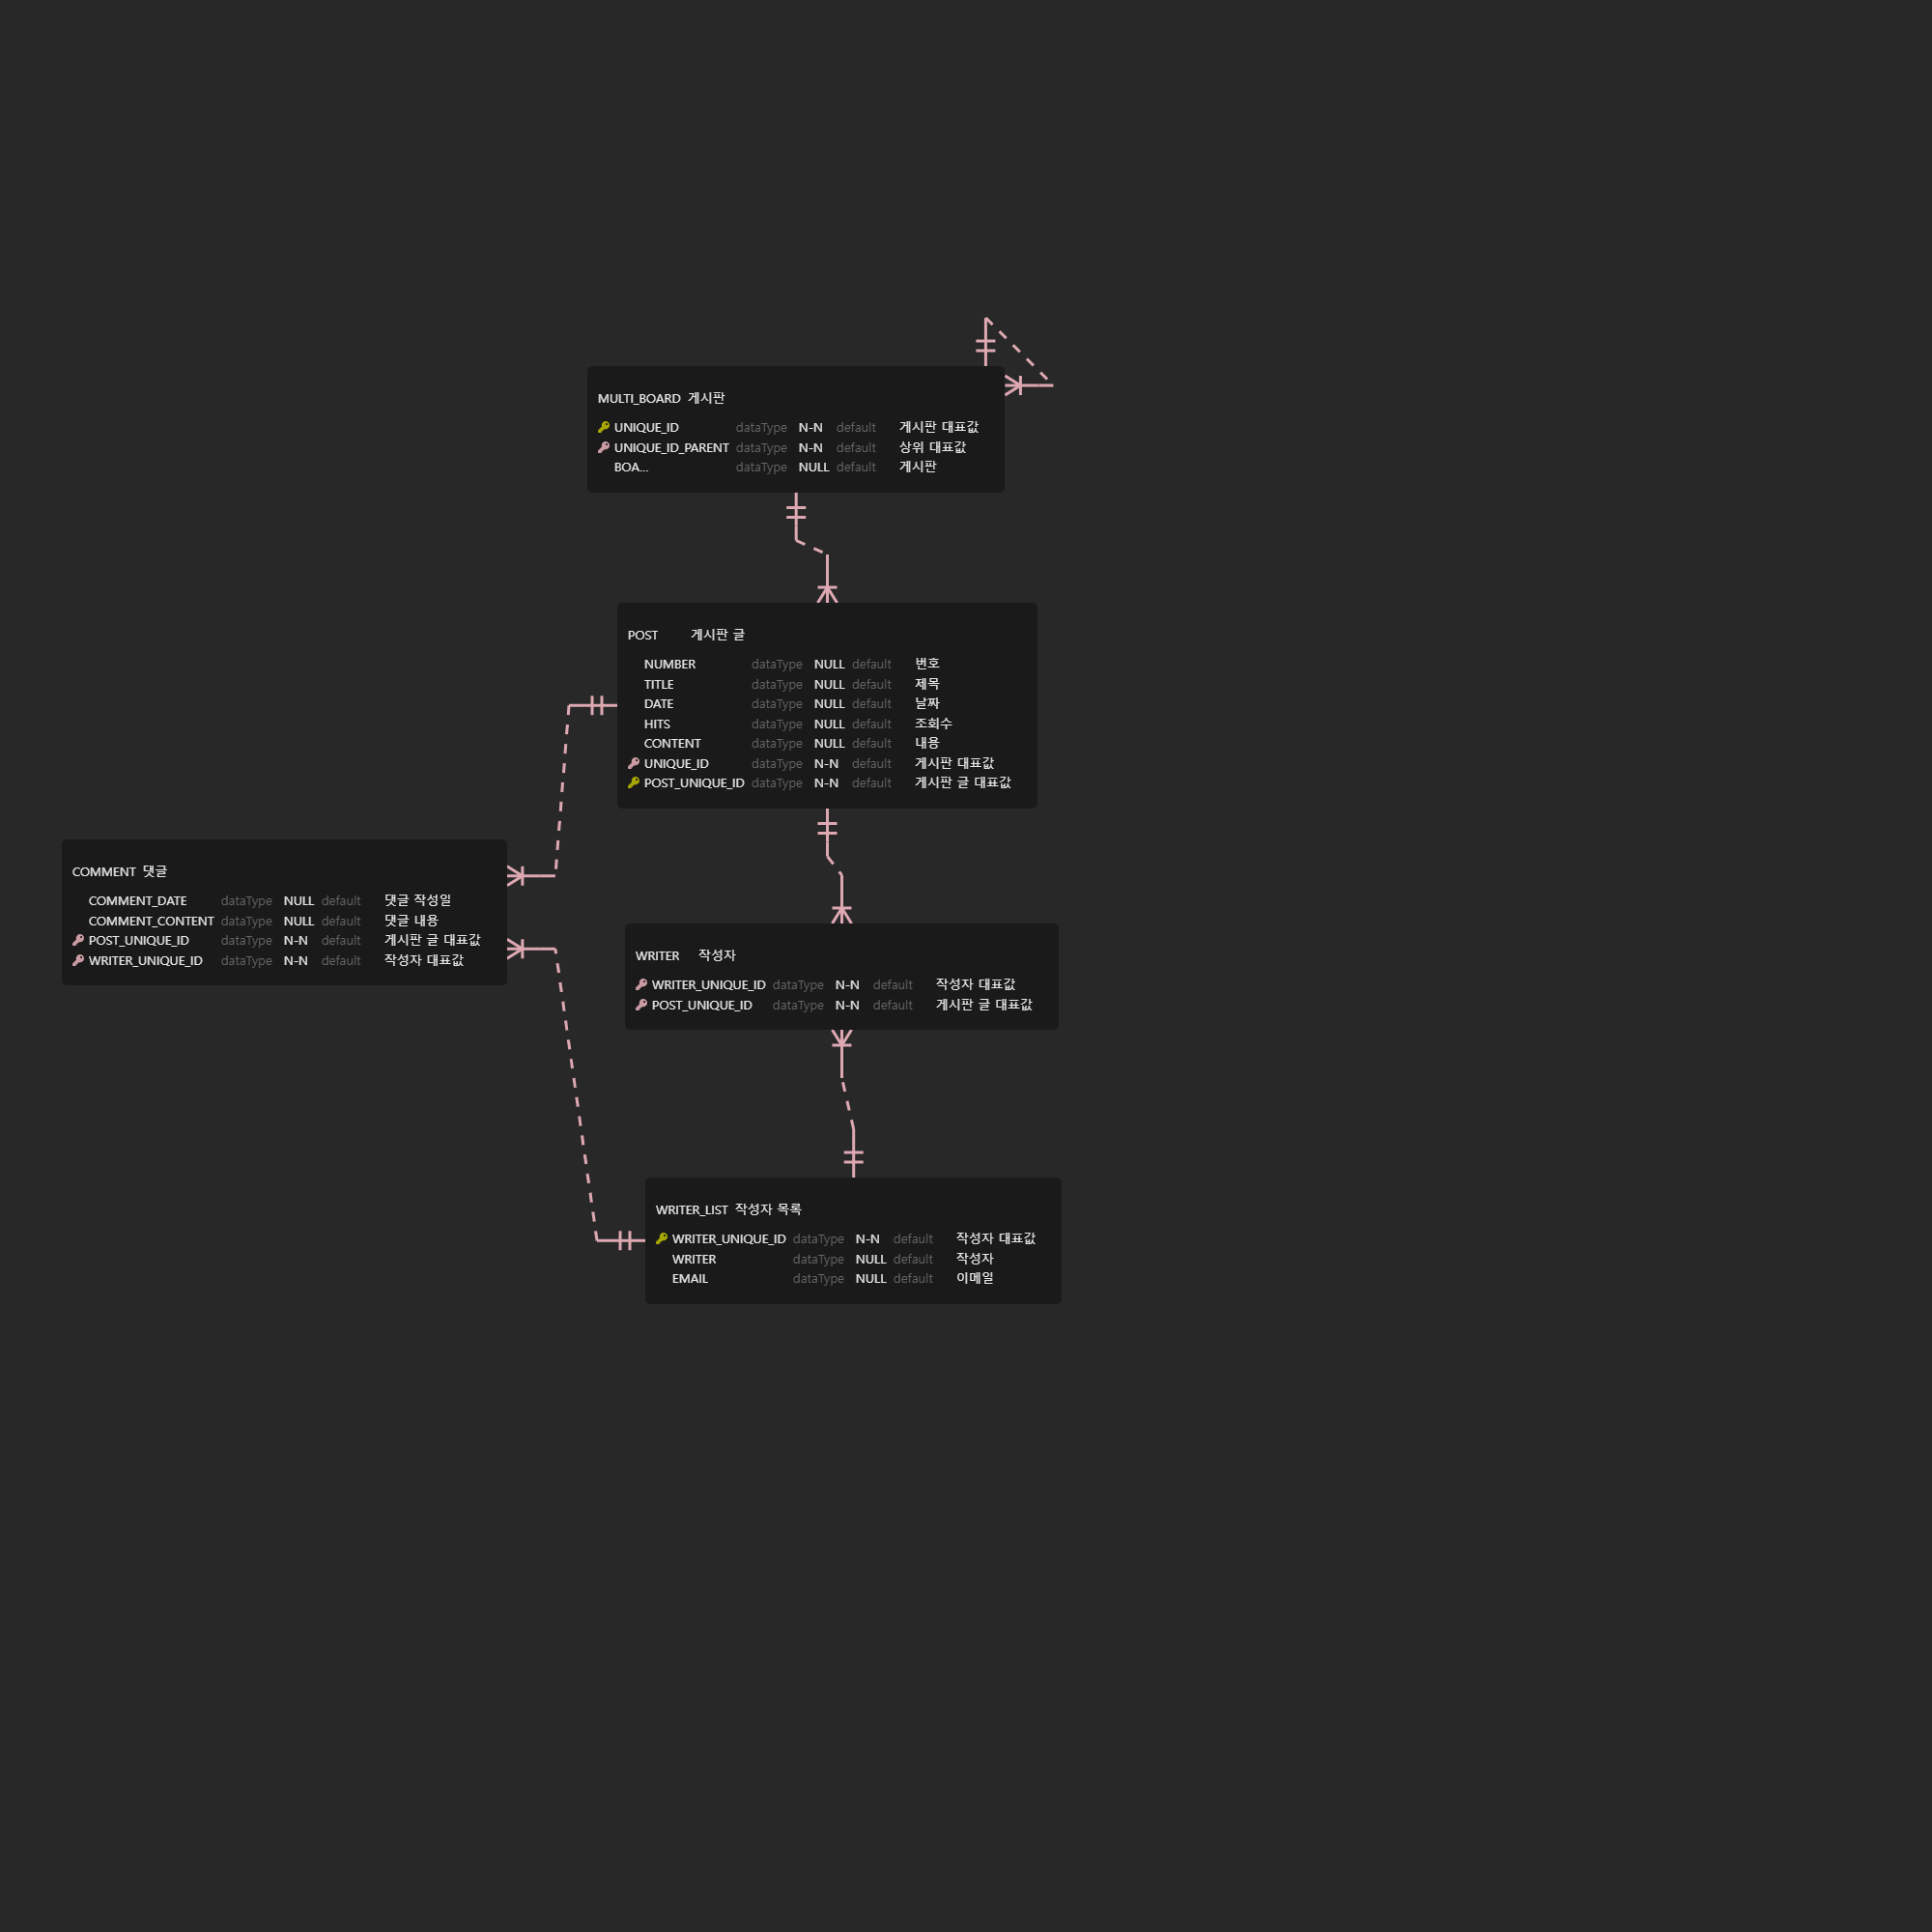 MULTI_BOARD 게시판
UNIQUE_ID dataType N-N default 게시판 대표값
UNIQUE_ID_PARENT dataType N-N default 상위 대표값
BOA... dataType NULL default 게시판
POST 게시판 글
NUMBER dataType NULL default 번호
TITLE dataType NULL default 제목
DATE dataType NULL default 날짜
HITS dataType NULL default 조회수
CONTENT dataType NULL default 내용
UNIQUE_ID dataType N-N default 게시판 대표값
POST_UNIQUE_ID dataType N-N default 게시판 글 대표값
COMMENT 댓글
COMMENT_DATE dataType NULL default 댓글 작성일
COMMENT_CONTENT dataType NULL default 댓글 내용
POST_UNIQUE_ID dataType N-N default 게시판 글 대표값
WRITER_UNIQUE_ID dataType N-N default 작성자 대표값
WRITER 작성자
WRITER_UNIQUE_ID dataType N-N default 작성자 대표값
POST_UNIQUE_ID dataType N-N default 게시판 글 대표값
WRITER_LIST 작성자 목록
WRITER_UNIQUE_ID dataType N-N default 작성자 대표값
WRITER dataType NULL default 작성자
EMAIL dataType NULL default 이메일